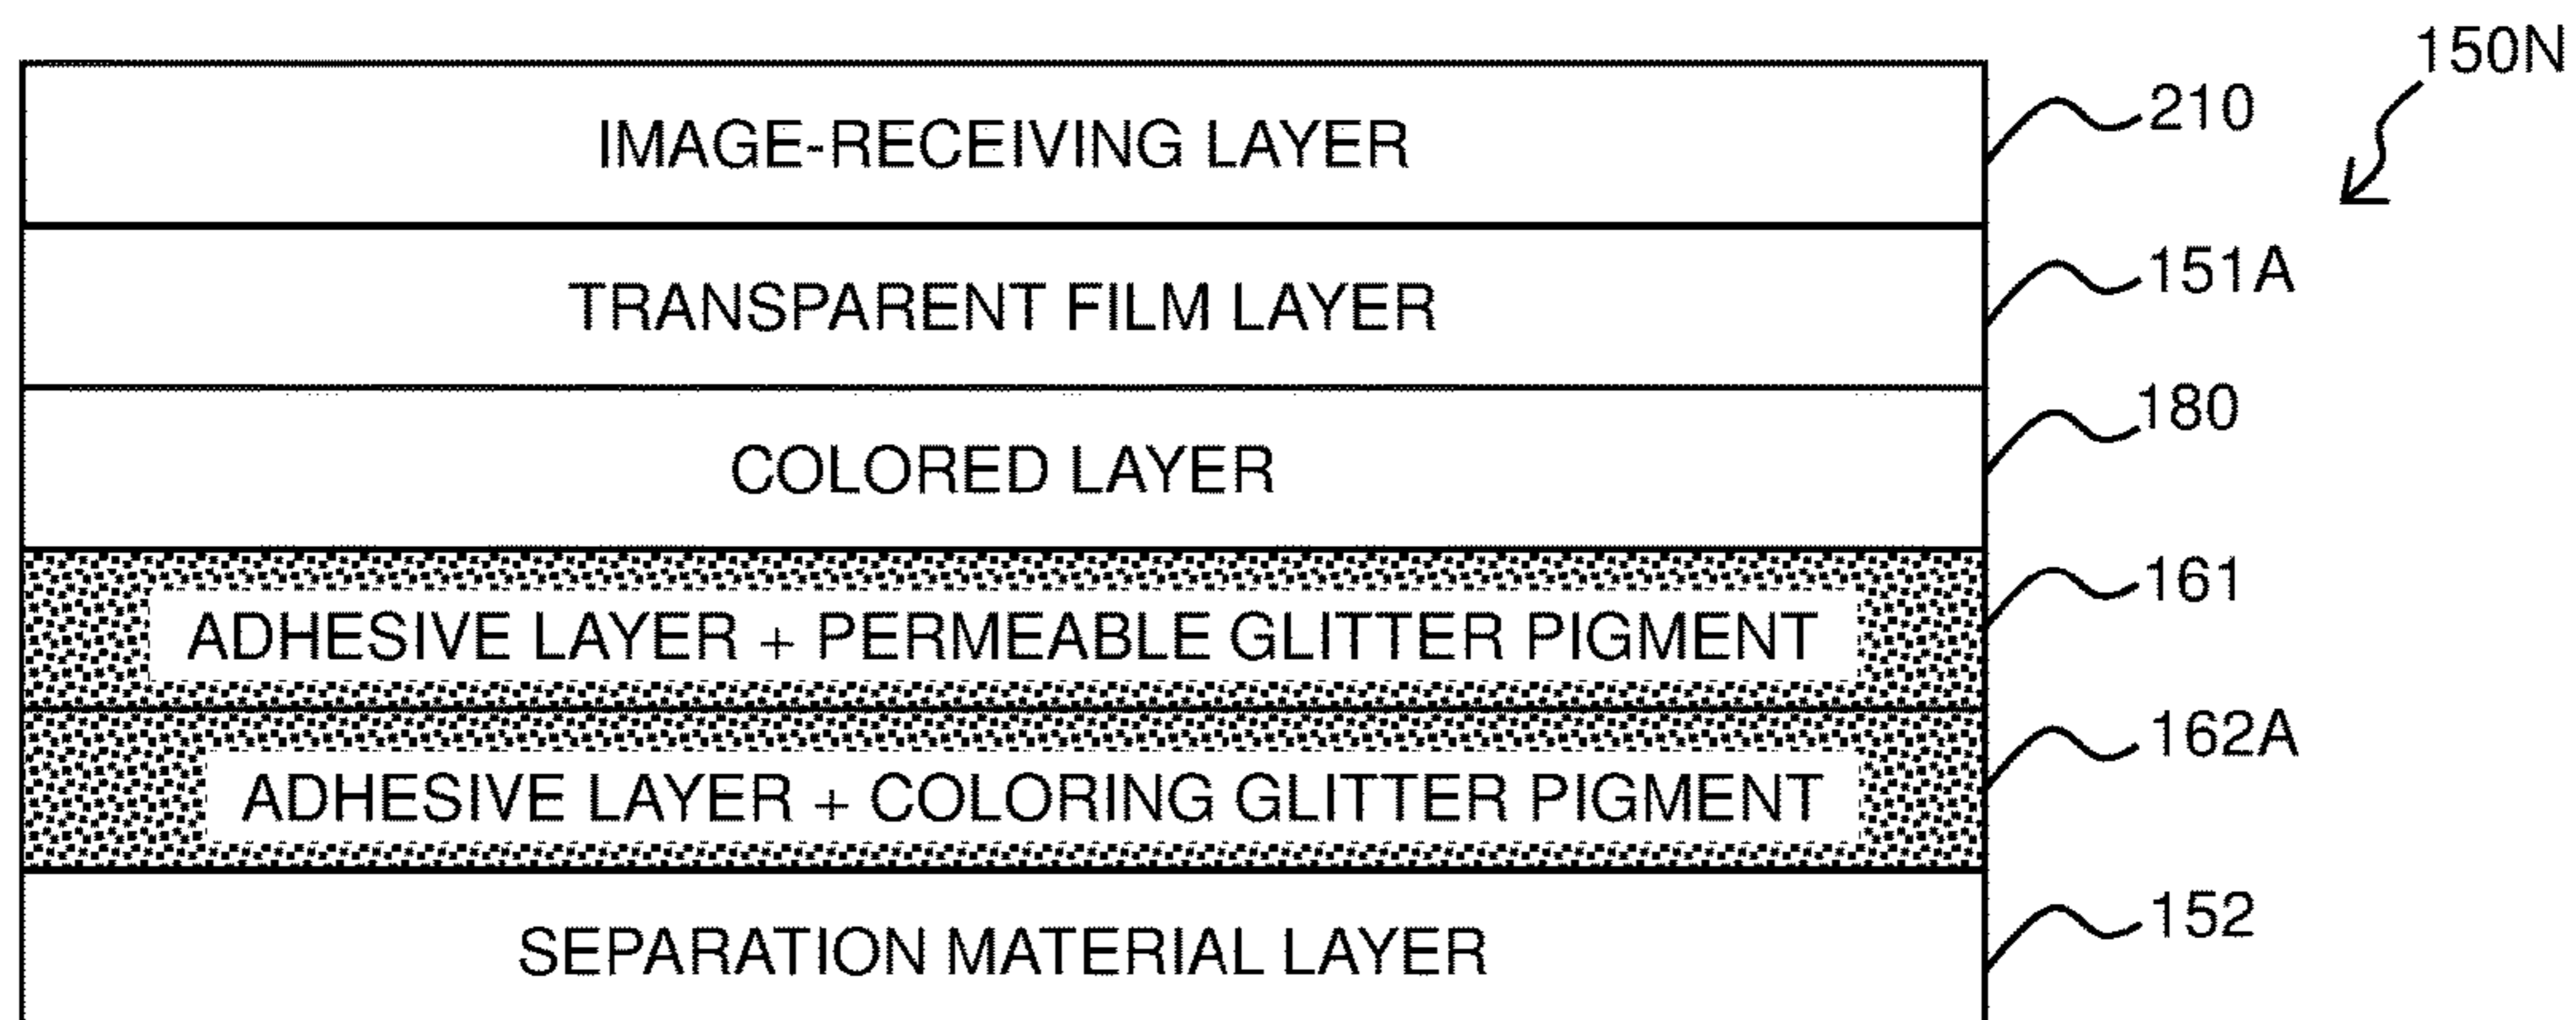 150N
IMAGE-RECEIVING LAYER 210
TRANSPARENT FILM LAYER 151A
COLORED LAYER 180
ADHESIVE LAYER + PERMEABLE GLITTER PIGMENT 161
ADHESIVE LAYER + COLORING GLITTER PIGMENT 162A
SEPARATION MATERIAL LAYER 152